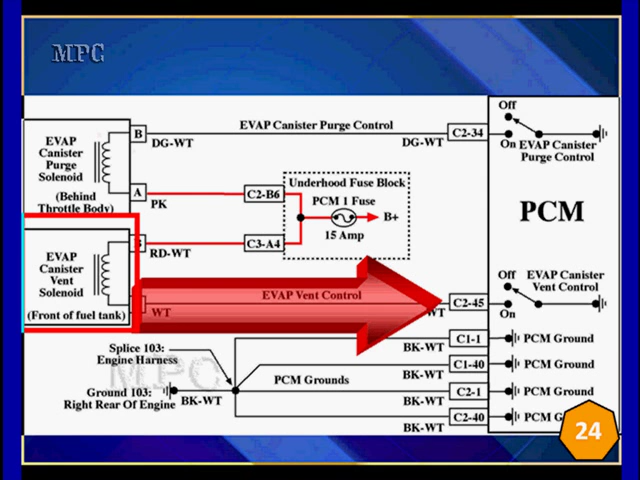 MPC
Off
EVAP Canister Purge Control
B
DG-WT
DG-WT
C2-34
On
EVAP Canister
Purge Control
EVAP
Canister
Purge
Solenoid
(Behind
Throttle Body)
A
PK
C2-B6
Underhood Fuse Block
PCM 1 Fuse
B+
15 Amp
PCM
RD-WT
C3-A4
EVAP
Canister
Vent
Solenoid
(Front of fuel tank)
Off
EVAP Canister
Vent Control
EVAP Vent Control
WT
WT
C2-45
On
C1-1
PCM Ground
BK-WT
Splice 103:
Engine Harness
C1-40
PCM Ground
BK-WT
MPC
PCM Grounds
Ground 103:
Right Rear Of Engine
BK-WT
C2-1
PCM Ground
BK-WT
C2-40
PCM G
BK-WT
24